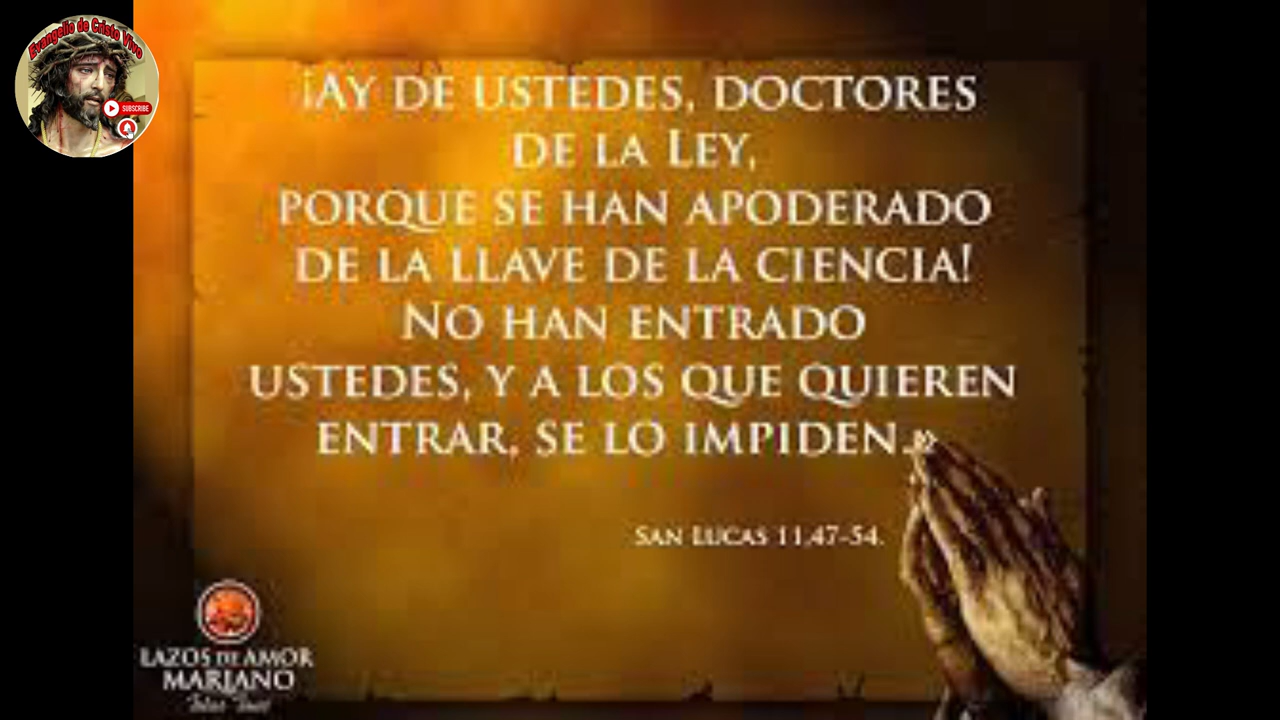 Evangelio de Cristo Vivo
SUBSCRIBE
¡AY DE USTEDES, DOCTORES
DE LA LEY,
PORQUE SE HAN APODERADO
DE LA LLAVE DE LA CIENCIA!
NO HAN ENTRADO
USTEDES, Y A LOS QUE QUIEREN
ENTRAR, SE LO IMPIDEN.»
SAN LUCAS 11,47-54.
LAZOS DE AMOR
MARIANO